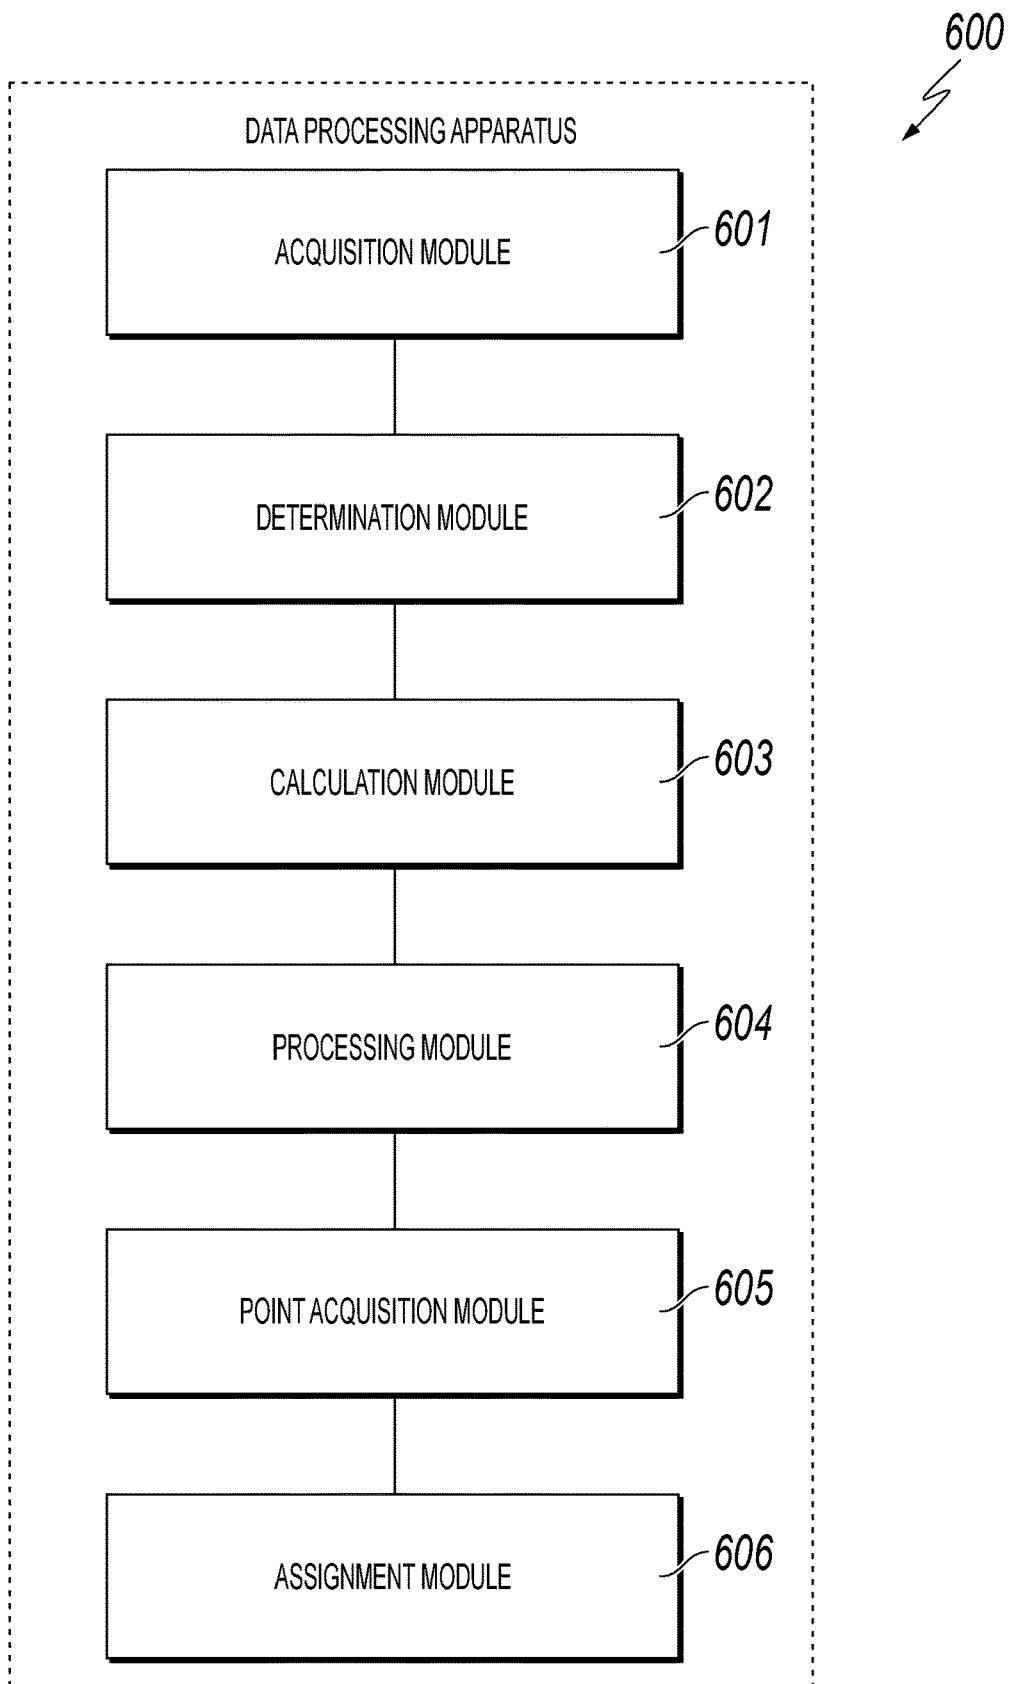 600
DATA PROCESSING APPARATUS
ACQUISITION MODULE
601
DETERMINATION MODULE
602
CALCULATION MODULE
603
PROCESSING MODULE
604
POINT ACQUISITION MODULE
605
ASSIGNMENT MODULE
606